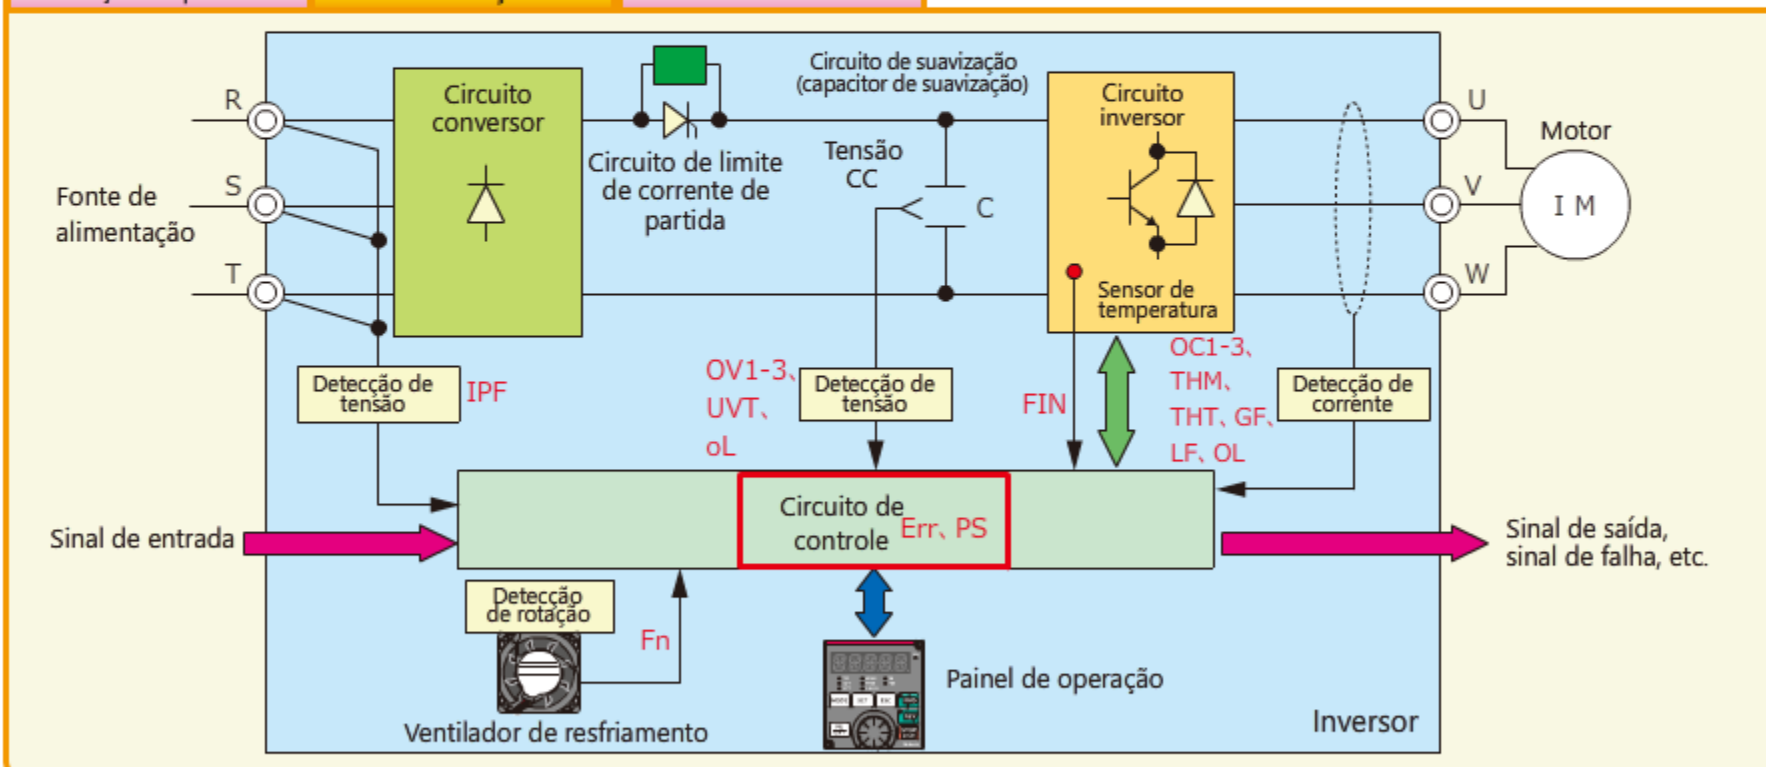 Circuito
conversor
Circuito de suavização
(capacitor de suavização)
Circuito
inversor
R
S
T
Fonte de
alimentação
Circuito de limite
de corrente de
partida
Tensão
CC
C
Sensor de
temperatura
U
V
W
Motor
I M
Detecção de
tensão
IPF
OV1-3、
UVT、
oL
Detecção de
tensão
FIN
OC1-3、
THM、
THT、GF、
LF、OL
Detecção de
corrente
Sinal de entrada
Circuito de
controle
Err、PS
Sinal de saída,
sinal de falha, etc.
Detecção
de rotação
Fn
Ventilador de resfriamento
Painel de operação
Inversor